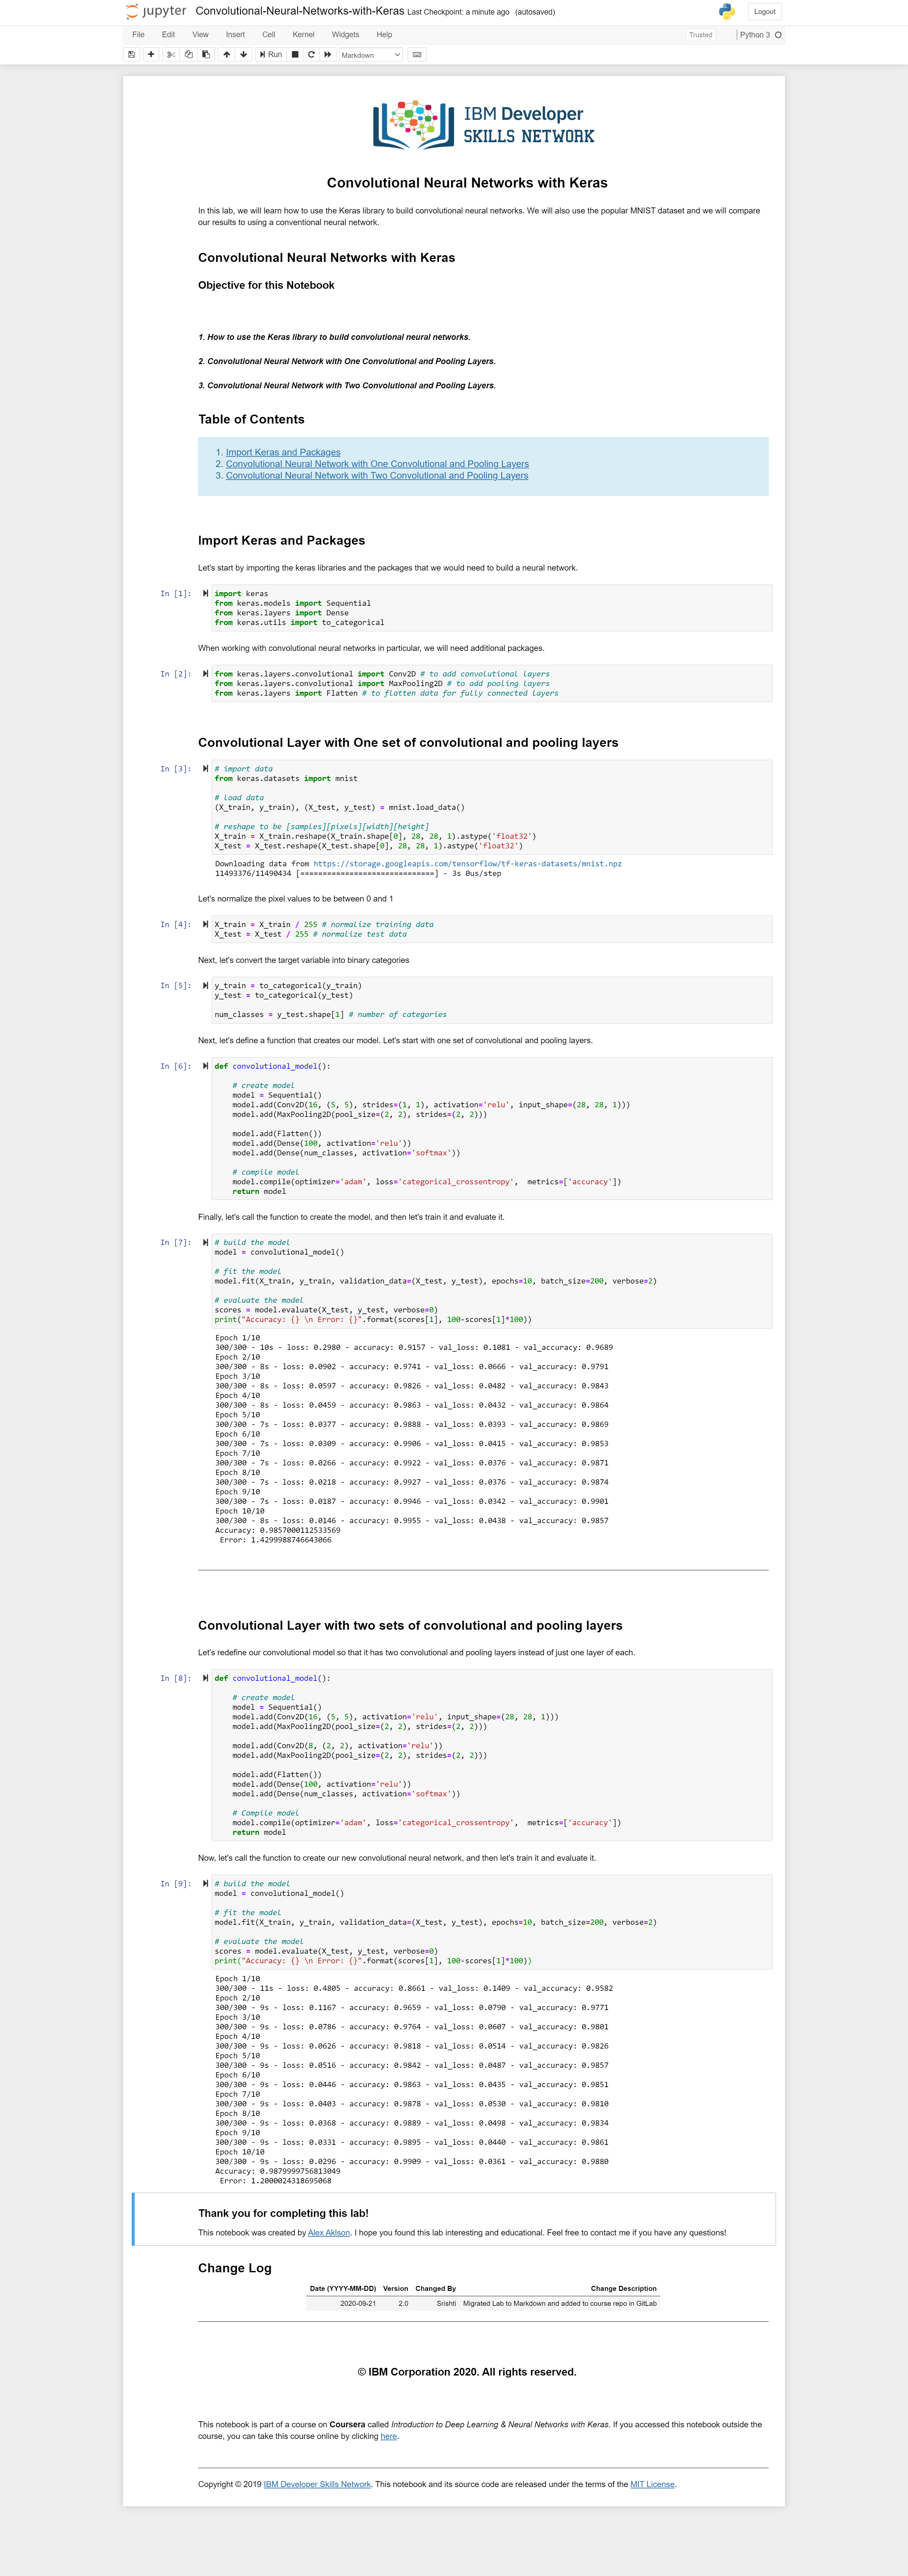 jupyter Convolutional-Neural-Networks-with-Keras Last Checkpoint: a minute ago (autosaved) Logout
File Edit View Insert Cell Kernel Widgets Help Trusted Python 3
Run Markdown
IBM Developer
SKILLS NETWORK
Convolutional Neural Networks with Keras
In this lab, we will learn how to use the Keras library to build convolutional neural networks. We will also use the popular MNIST dataset and we will compare
our results to using a conventional neural network.
Convolutional Neural Networks with Keras
Objective for this Notebook
1. How to use the Keras library to build convolutional neural networks.
2. Convolutional Neural Network with One Convolutional and Pooling Layers.
3. Convolutional Neural Network with Two Convolutional and Pooling Layers.
Table of Contents
1. Import Keras and Packages
2. Convolutional Neural Network with One Convolutional and Pooling Layers
3. Convolutional Neural Network with Two Convolutional and Pooling Layers
Import Keras and Packages
Let's start by importing the keras libraries and the packages that we would need to build a neural network.
In [1]: import keras
from keras.models import Sequential
from keras.layers import Dense
from keras.utils import to_categorical
When working with convolutional neural networks in particular, we will need additional packages.
In [2]: from keras.layers.convolutional import Conv2D # to add convolutional layers
from keras.layers.convolutional import MaxPooling2D # to add pooling layers
from keras.layers import Flatten # to flatten data for fully connected layers
Convolutional Layer with One set of convolutional and pooling layers
In [3]: # import data
from keras.datasets import mnist
# load data
(X_train, y_train), (X_test, y_test) = mnist.load_data()
# reshape to be [samples][pixels][width][height]
X_train = X_train.reshape(X_train.shape[0], 28, 28, 1).astype('float32')
X_test = X_test.reshape(X_test.shape[0], 28, 28, 1).astype('float32')
Downloading data from https://storage.googleapis.com/tensorflow/tf-keras-datasets/mnist.npz
11493376/11490434 [==============================] - 3s 0us/step
Let's normalize the pixel values to be between 0 and 1
In [4]: X_train = X_train / 255 # normalize training data
X_test = X_test / 255 # normalize test data
Next, let's convert the target variable into binary categories
In [5]: y_train = to_categorical(y_train)
y_test = to_categorical(y_test)
num_classes = y_test.shape[1] # number of categories
Next, let's define a function that creates our model. Let's start with one set of convolutional and pooling layers.
In [6]: def convolutional_model():
# create model
model = Sequential()
model.add(Conv2D(16, (5, 5), strides=(1, 1), activation='relu', input_shape=(28, 28, 1)))
model.add(MaxPooling2D(pool_size=(2, 2), strides=(2, 2)))
model.add(Flatten())
model.add(Dense(100, activation='relu'))
model.add(Dense(num_classes, activation='softmax'))
# compile model
model.compile(optimizer='adam', loss='categorical_crossentropy',  metrics=['accuracy'])
return model
Finally, let's call the function to create the model, and then let's train it and evaluate it.
In [7]: # build the model
model = convolutional_model()
# fit the model
model.fit(X_train, y_train, validation_data=(X_test, y_test), epochs=10, batch_size=200, verbose=2)
# evaluate the model
scores = model.evaluate(X_test, y_test, verbose=0)
print("Accuracy: {} \n Error: {}".format(scores[1], 100-scores[1]*100))
Epoch 1/10
300/300 - 10s - loss: 0.2980 - accuracy: 0.9157 - val_loss: 0.1081 - val_accuracy: 0.9689
Epoch 2/10
300/300 - 8s - loss: 0.0902 - accuracy: 0.9741 - val_loss: 0.0666 - val_accuracy: 0.9791
Epoch 3/10
300/300 - 8s - loss: 0.0597 - accuracy: 0.9826 - val_loss: 0.0482 - val_accuracy: 0.9843
Epoch 4/10
300/300 - 8s - loss: 0.0459 - accuracy: 0.9863 - val_loss: 0.0432 - val_accuracy: 0.9864
Epoch 5/10
300/300 - 7s - loss: 0.0377 - accuracy: 0.9888 - val_loss: 0.0393 - val_accuracy: 0.9869
Epoch 6/10
300/300 - 7s - loss: 0.0309 - accuracy: 0.9906 - val_loss: 0.0415 - val_accuracy: 0.9853
Epoch 7/10
300/300 - 7s - loss: 0.0266 - accuracy: 0.9922 - val_loss: 0.0376 - val_accuracy: 0.9871
Epoch 8/10
300/300 - 7s - loss: 0.0218 - accuracy: 0.9927 - val_loss: 0.0376 - val_accuracy: 0.9874
Epoch 9/10
300/300 - 7s - loss: 0.0187 - accuracy: 0.9946 - val_loss: 0.0342 - val_accuracy: 0.9901
Epoch 10/10
300/300 - 8s - loss: 0.0146 - accuracy: 0.9955 - val_loss: 0.0438 - val_accuracy: 0.9857
Accuracy: 0.9857000112533569
Error: 1.4299988746643066
Convolutional Layer with two sets of convolutional and pooling layers
Let's redefine our convolutional model so that it has two convolutional and pooling layers instead of just one layer of each.
In [8]: def convolutional_model():
# create model
model = Sequential()
model.add(Conv2D(16, (5, 5), activation='relu', input_shape=(28, 28, 1)))
model.add(MaxPooling2D(pool_size=(2, 2), strides=(2, 2)))
model.add(Conv2D(8, (2, 2), activation='relu'))
model.add(MaxPooling2D(pool_size=(2, 2), strides=(2, 2)))
model.add(Flatten())
model.add(Dense(100, activation='relu'))
model.add(Dense(num_classes, activation='softmax'))
# Compile model
model.compile(optimizer='adam', loss='categorical_crossentropy',  metrics=['accuracy'])
return model
Now, let's call the function to create our new convolutional neural network, and then let's train it and evaluate it.
In [9]: # build the model
model = convolutional_model()
# fit the model
model.fit(X_train, y_train, validation_data=(X_test, y_test), epochs=10, batch_size=200, verbose=2)
# evaluate the model
scores = model.evaluate(X_test, y_test, verbose=0)
print("Accuracy: {} \n Error: {}".format(scores[1], 100-scores[1]*100))
Epoch 1/10
300/300 - 11s - loss: 0.4805 - accuracy: 0.8661 - val_loss: 0.1409 - val_accuracy: 0.9582
Epoch 2/10
300/300 - 9s - loss: 0.1167 - accuracy: 0.9659 - val_loss: 0.0790 - val_accuracy: 0.9771
Epoch 3/10
300/300 - 9s - loss: 0.0786 - accuracy: 0.9764 - val_loss: 0.0607 - val_accuracy: 0.9801
Epoch 4/10
300/300 - 9s - loss: 0.0626 - accuracy: 0.9818 - val_loss: 0.0514 - val_accuracy: 0.9826
Epoch 5/10
300/300 - 9s - loss: 0.0516 - accuracy: 0.9842 - val_loss: 0.0487 - val_accuracy: 0.9857
Epoch 6/10
300/300 - 9s - loss: 0.0446 - accuracy: 0.9863 - val_loss: 0.0435 - val_accuracy: 0.9851
Epoch 7/10
300/300 - 9s - loss: 0.0403 - accuracy: 0.9878 - val_loss: 0.0530 - val_accuracy: 0.9810
Epoch 8/10
300/300 - 9s - loss: 0.0368 - accuracy: 0.9889 - val_loss: 0.0498 - val_accuracy: 0.9834
Epoch 9/10
300/300 - 9s - loss: 0.0331 - accuracy: 0.9895 - val_loss: 0.0440 - val_accuracy: 0.9861
Epoch 10/10
300/300 - 9s - loss: 0.0296 - accuracy: 0.9909 - val_loss: 0.0361 - val_accuracy: 0.9880
Accuracy: 0.9879999756813049
Error: 1.2000024318695068
Thank you for completing this lab!
This notebook was created by Alex Aklson. I hope you found this lab interesting and educational. Feel free to contact me if you have any questions!
Change Log
Date (YYYY-MM-DD) Version Changed By Change Description
2020-09-21 2.0 Srishti Migrated Lab to Markdown and added to course repo in GitLab
© IBM Corporation 2020. All rights reserved.
This notebook is part of a course on Coursera called Introduction to Deep Learning & Neural Networks with Keras. If you accessed this notebook outside the
course, you can take this course online by clicking here.
Copyright © 2019 IBM Developer Skills Network. This notebook and its source code are released under the terms of the MIT License.